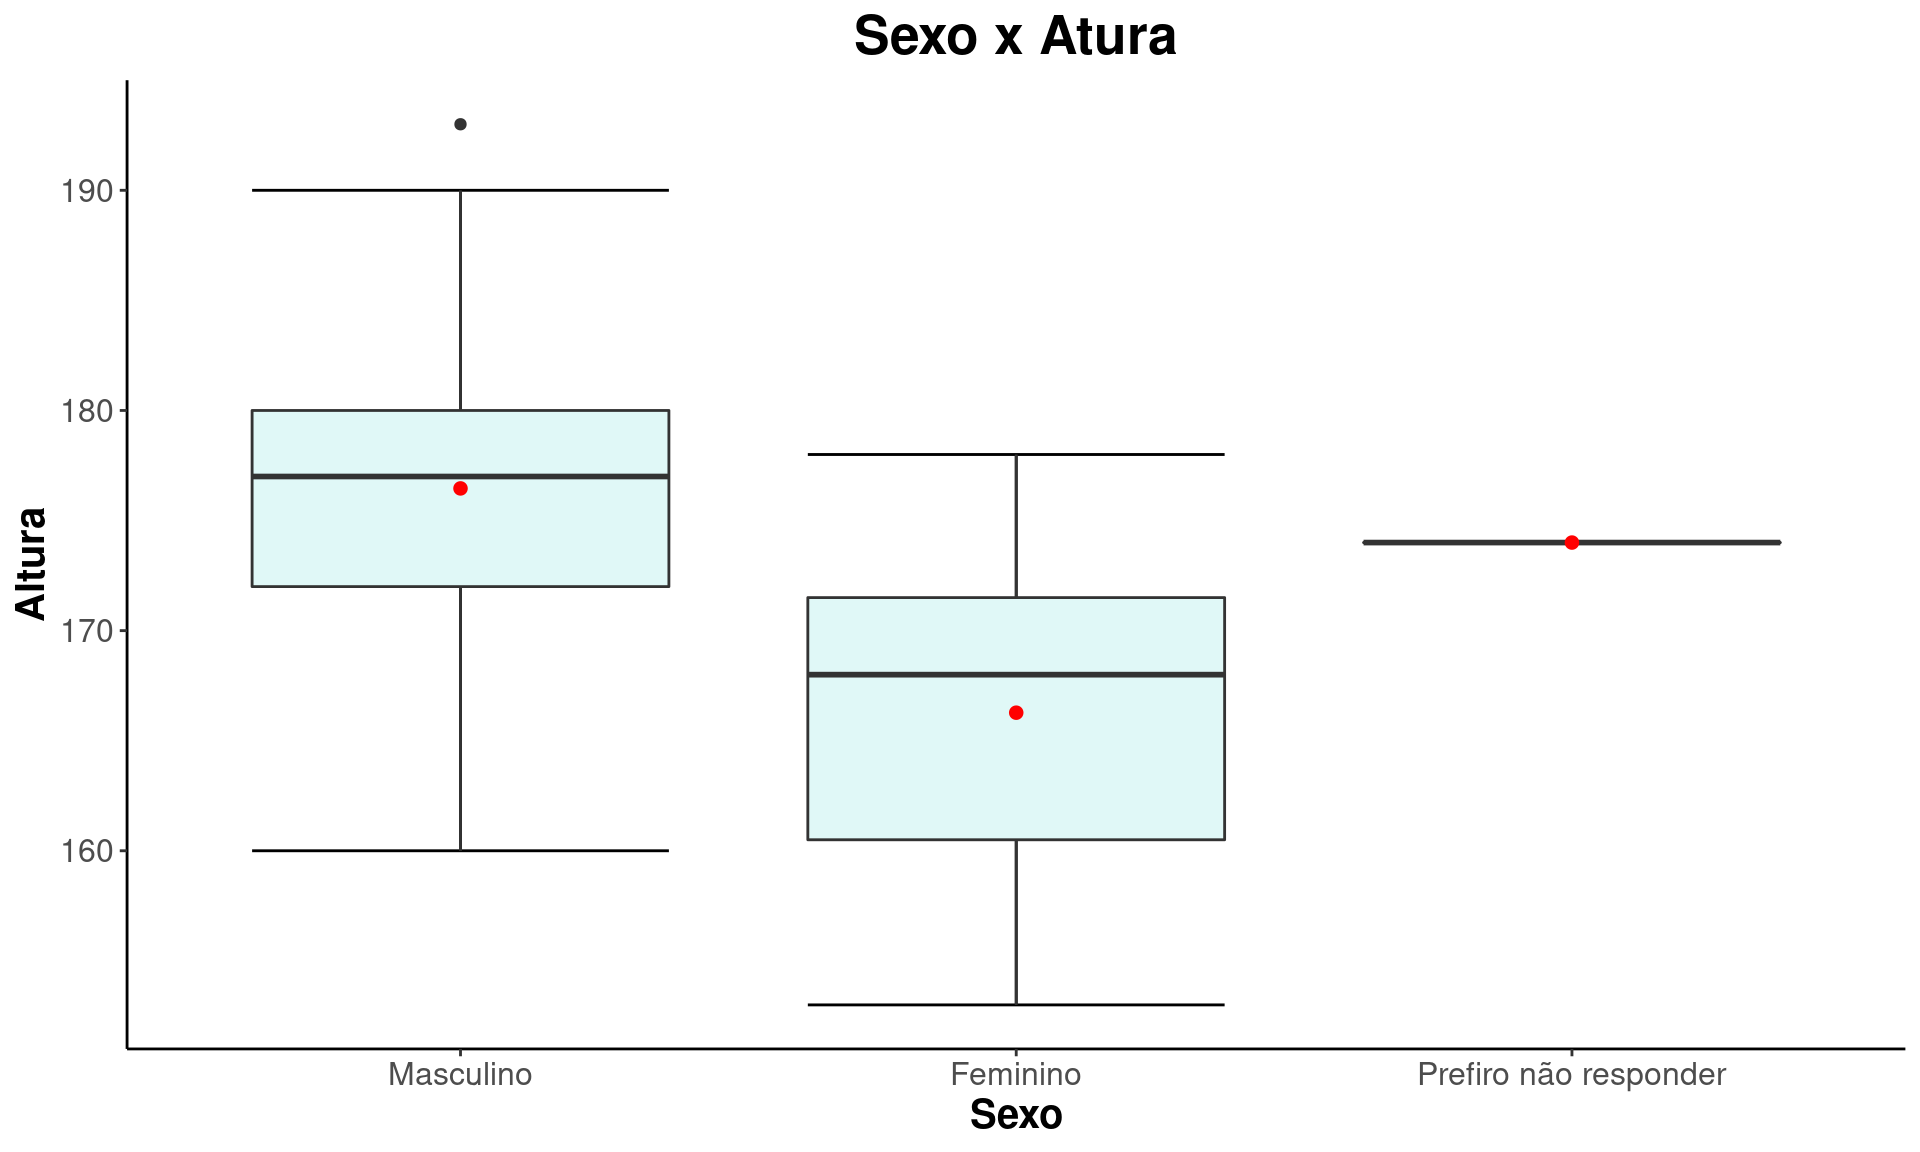 Sexo x Atura
Altura
190
180
170
160
Masculino
Feminino
Prefiro não responder
Sexo